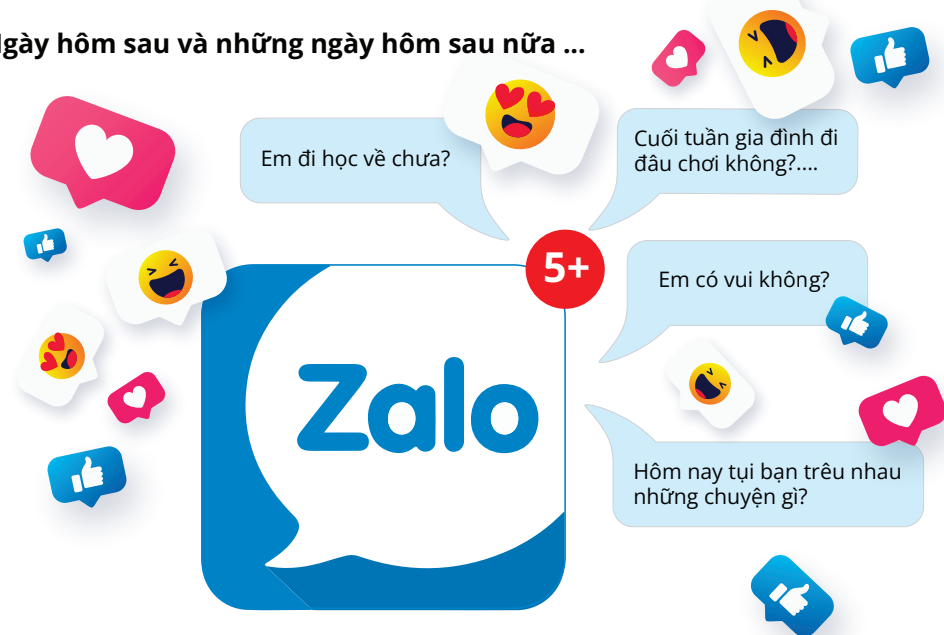 gày hôm sau và những ngày hôm sau nữa ...
Em đi học về chưa?
Cuối tuần gia đình đi
đâu chơi không?....
5+
Em có vui không?
Zalo
Hôm nay tụi bạn trêu nhau
những chuyện gì?